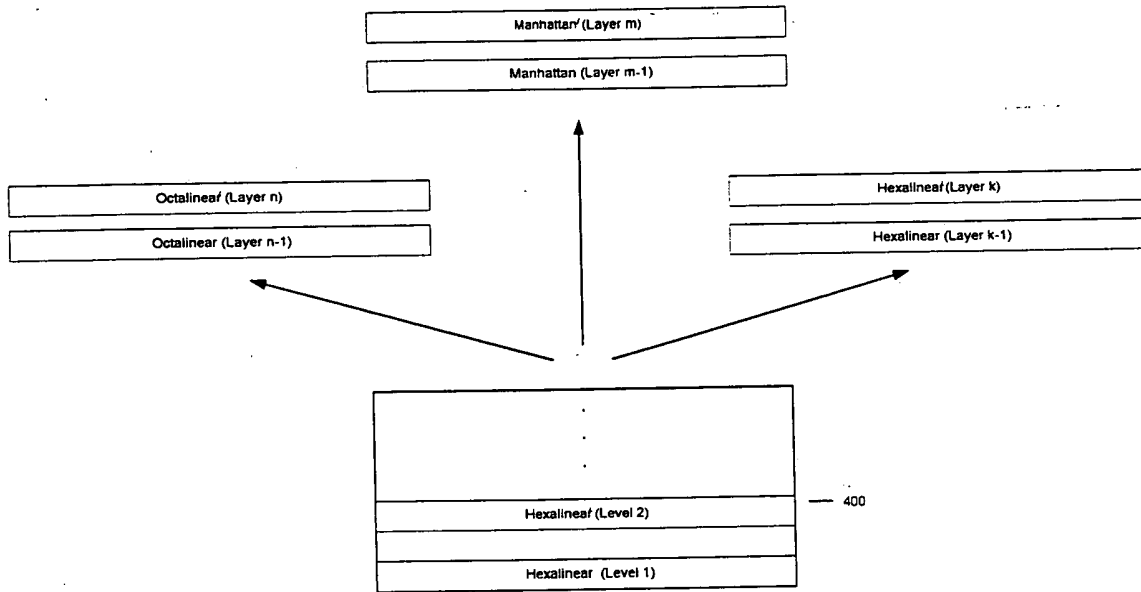 Manhattan' (Layer m)
Manhattan (Layer m-1)
Octalinear' (Layer n)
Octalinear (Layer n-1)
Hexalinear' (Layer k)
Hexalinear (Layer k-1)
400
Hexalinear' (Level 2)
Hexalinear (Level 1)